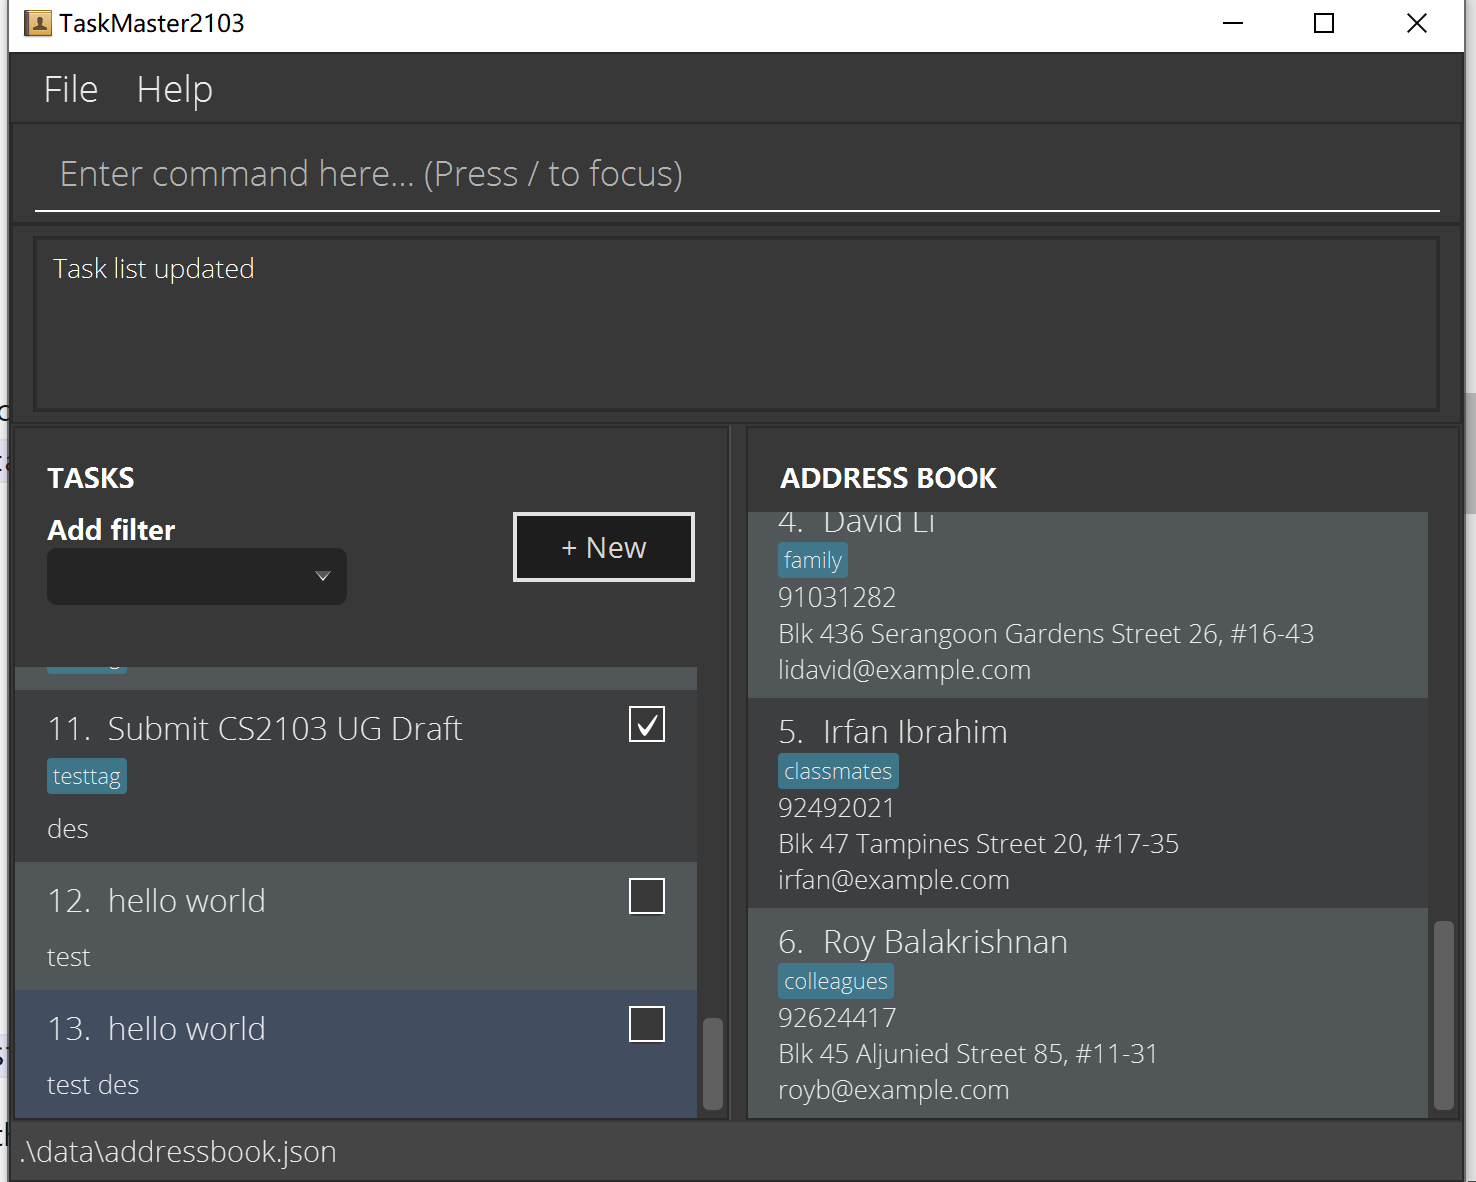 TaskMaster2103
File Help
Enter command here... (Press / to focus)
Task list updated
TASKS
Add filter
+ New
11. Submit CS2103 UG Draft
testtag
des
12. hello world
test
13. hello world
test des
ADDRESS BOOK
4. David Li
family
91031282
Blk 436 Serangoon Gardens Street 26, #16-43
lidavid@example.com
5. Irfan Ibrahim
classmates
92492021
Blk 47 Tampines Street 20, #17-35
irfan@example.com
6. Roy Balakrishnan
colleagues
92624417
Blk 45 Aljunied Street 85, #11-31
royb@example.com
.\data\addressbook.json